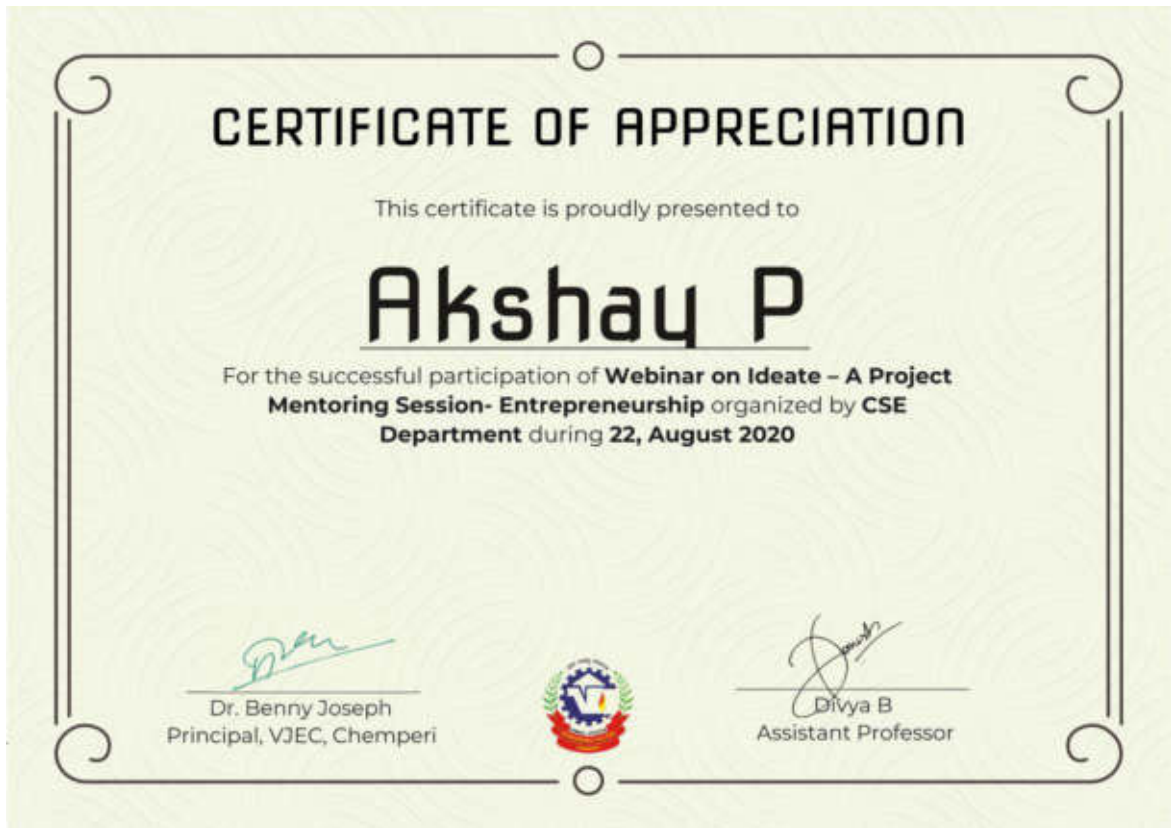 CERTIFICATE OF APPRECIATION
This certificate is proudly presented to
Akshay P
For the successful participation of Webinar on Ideate – A Project
Mentoring Session- Entrepreneurship organized by CSE
Department during 22, August 2020
Dr. Benny Joseph
Principal, VJEC, Chemperi
Divya B
Assistant Professor